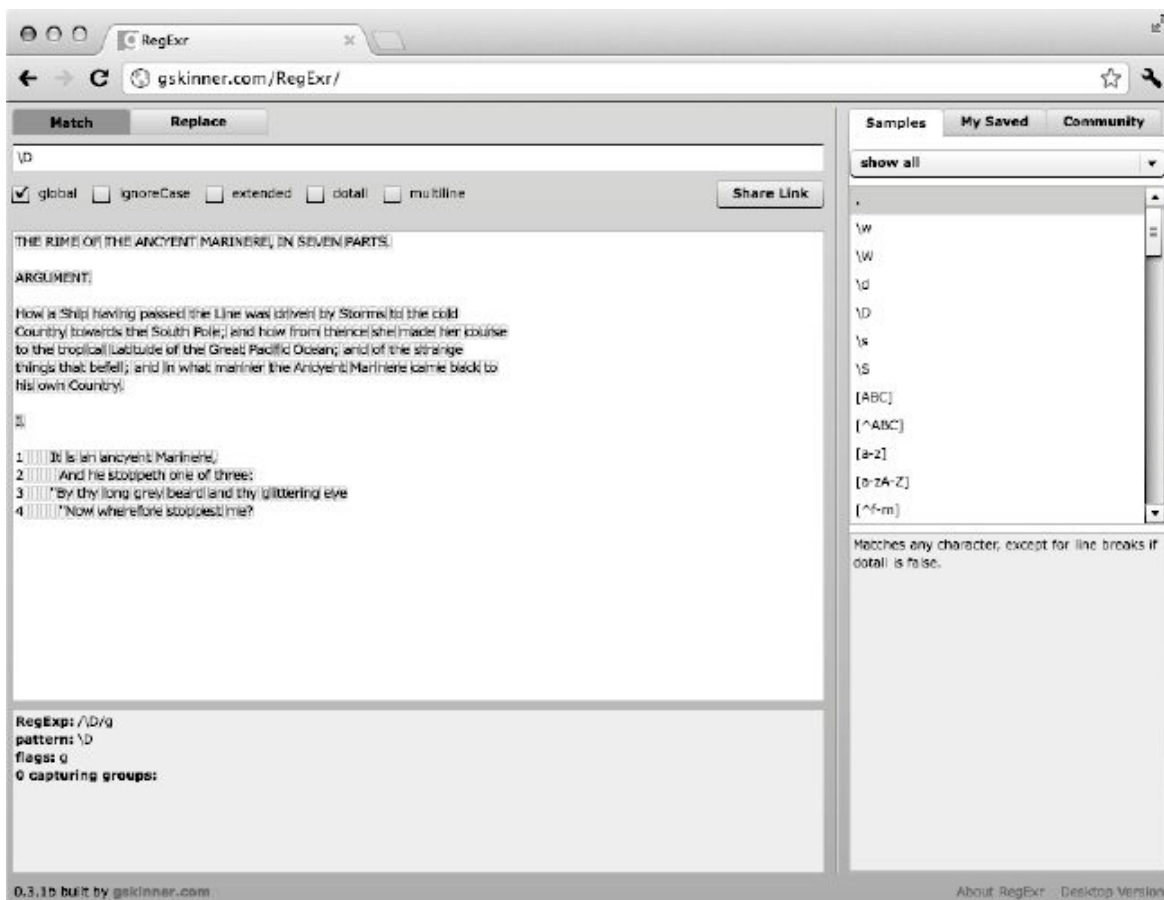 RegExr
gskinner.com/RegExr/
Match Replace
\D
global ignoreCase extended dotall multiline Share Link
THE RIME OF THE ANCYENT MARINERE, IN SEVEN PARTS.
ARGUMENT.
How a Ship having passed the Line was driven by Storms to the cold
Country towards the South Pole; and how from thence she made her course
to the tropical Latitude of the Great Pacific Ocean; and of the strange
things that befell; and in what manner the Ancyent Marinere came back to
his own Country.
I.
1 It is an ancyent Marinere,
2 And he stoppeth one of three:
3 "By thy long grey beard and thy glittering eye
4 "Now wherefore stoppest me?
RegExp: /\D/g
pattern: \D
flags: g
0 capturing groups:
Samples My Saved Community
show all
.
\w
\W
\d
\D
\s
\S
[ABC]
[^ABC]
[a-z]
[a-zA-Z]
[^f-m]
Matches any character, except for line breaks if
dotall is false.
0.3.1b built by gskinner.com
About RegExr Desktop Version